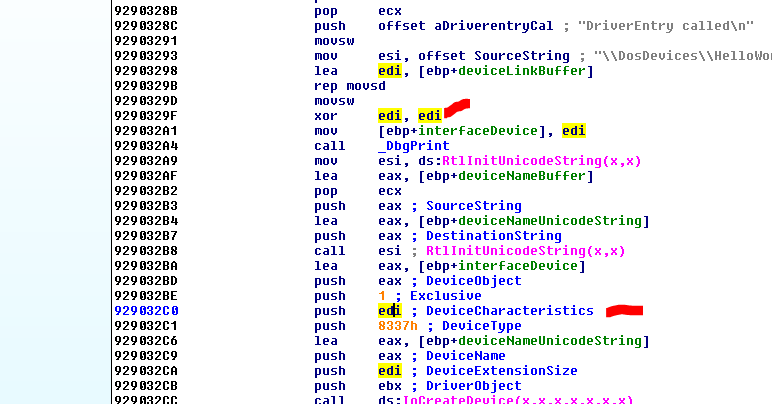 9290328B pop ecx
9290328C push offset aDriverentryCal ; "DriverEntry called\n"
92903291 movsw
92903293 mov esi, offset SourceString ; "\\DosDevices\\HelloWo
92903298 lea edi, [ebp+deviceLinkBuffer]
9290329B rep movsd
9290329D movsw
9290329F xor edi, edi
929032A1 mov [ebp+interfaceDevice], edi
929032A4 call _DbgPrint
929032A9 mov esi, ds:RtlInitUnicodeString(x,x)
929032AF lea eax, [ebp+deviceNameBuffer]
929032B2 pop ecx
929032B3 push eax ; SourceString
929032B4 lea eax, [ebp+deviceNameUnicodeString]
929032B7 push eax ; DestinationString
929032B8 call esi ; RtlInitUnicodeString(x,x)
929032BA lea eax, [ebp+interfaceDevice]
929032BD push eax ; DeviceObject
929032BE push 1 ; Exclusive
929032C0 push edi ; DeviceCharacteristics
929032C1 push 8337h ; DeviceType
929032C6 lea eax, [ebp+deviceNameUnicodeString]
929032C9 push eax ; DeviceName
929032CA push edi ; DeviceExtensionSize
929032CB push ebx ; DriverObject
929032CC call ds:IoCreateDevice(x,x,x,x,x,x,x)